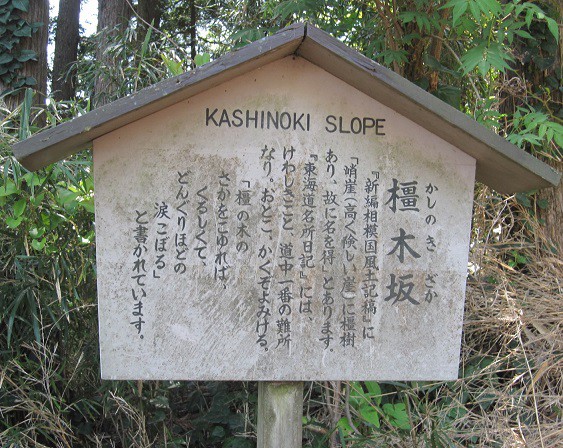 KASHINOKI SLOPE
かしのきざか
橿木坂
『新編相模国風土記稿』に
「峭崖(高く険しい崖)に橿樹
あり、故に名を得」とあります。
『東海道名所日記』には、
けわしきこと 道中一番の難所
なり。おとこ、かくぞよみける。
「橿の木の
さかをこゆれば、
くるしくて、
どんぐりほどの
涙こぼる」
と書かれています。